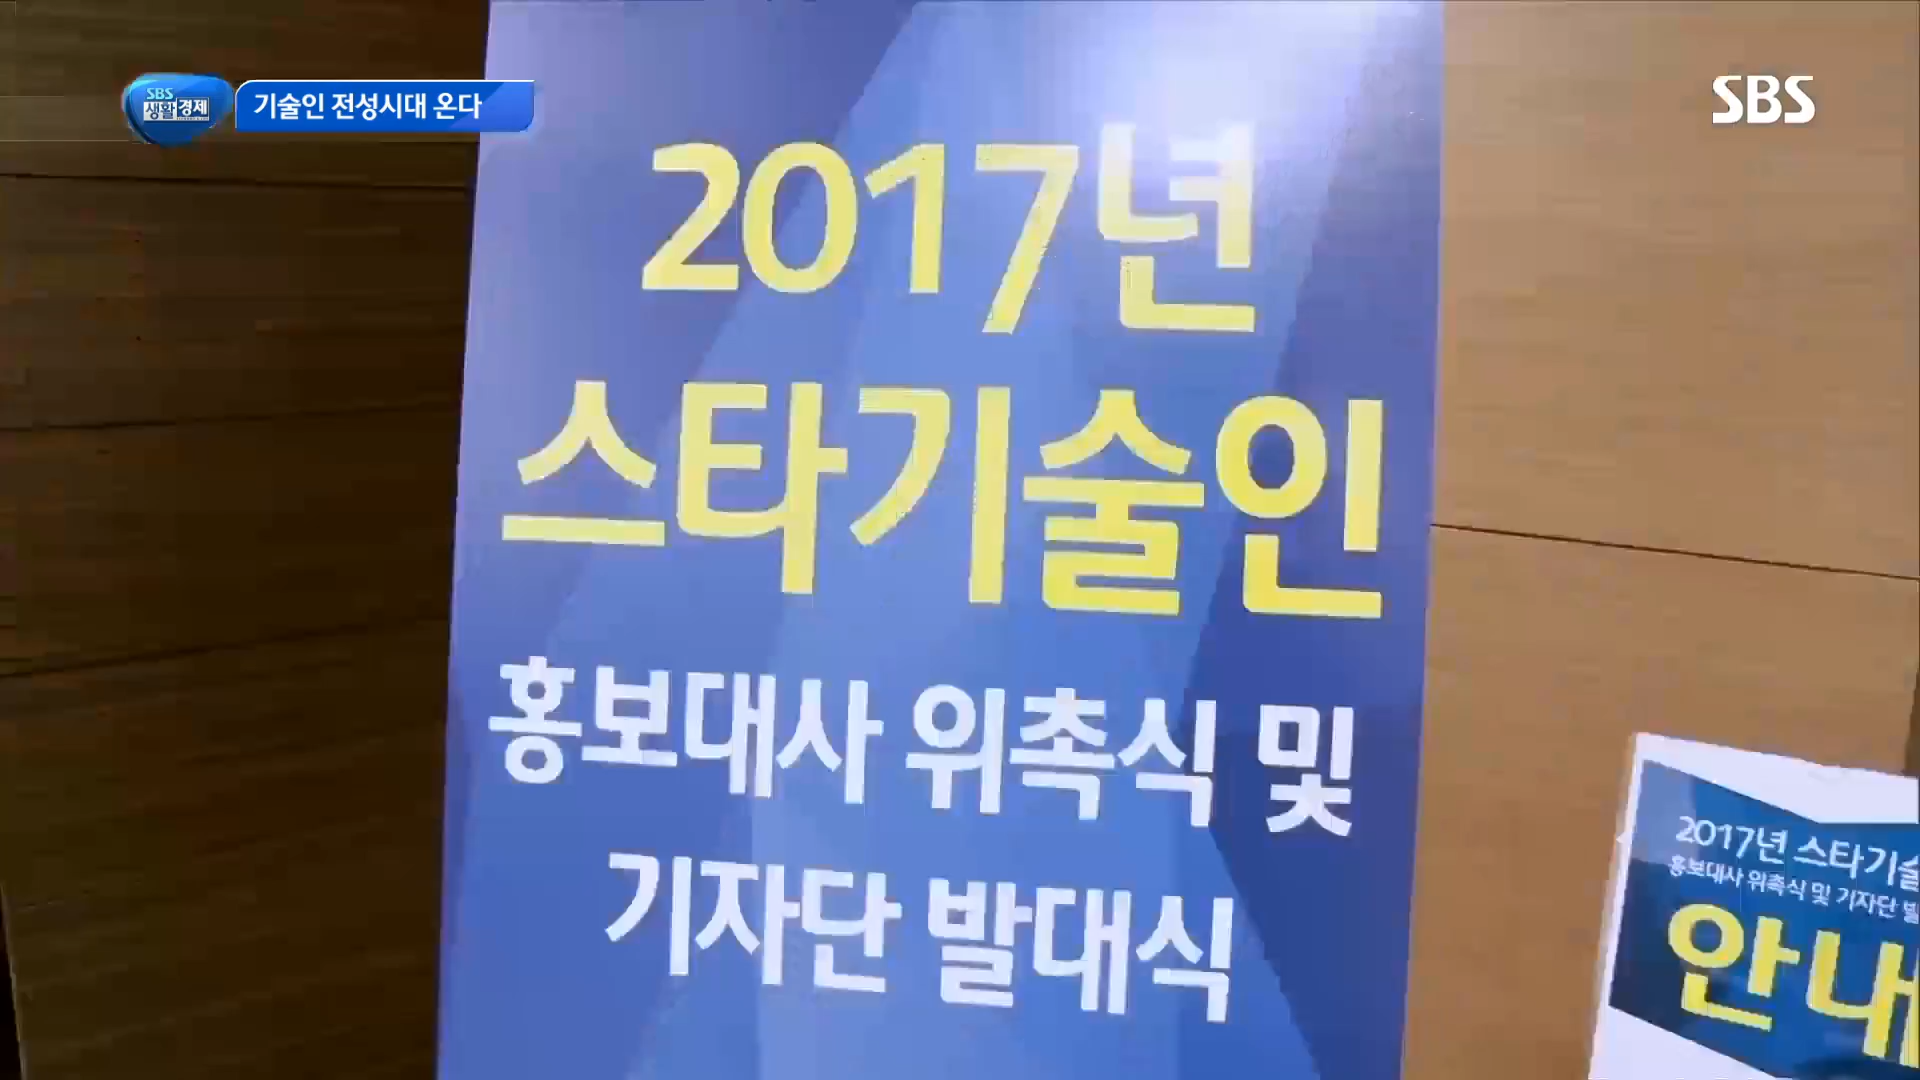 SBS
생활경제
기술인 전성시대 온다
SBS
2017년
스타기술인
홍보대사 위촉식 및
기자단 발대식
2017년 스타기술
홍보대사 위촉식 및 기자단 발
안내